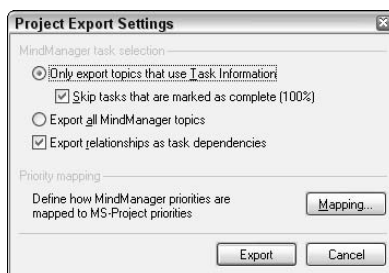 Project Export Settings
MindManager task selection
Only export topics that use Task Information
Skip tasks that are marked as complete (100%)
Export all MindManager topics
Export relationships as task dependencies
Priority mapping
Define how MindManager priorities are
mapped to MS-Project priorities
Mapping...
Export
Cancel